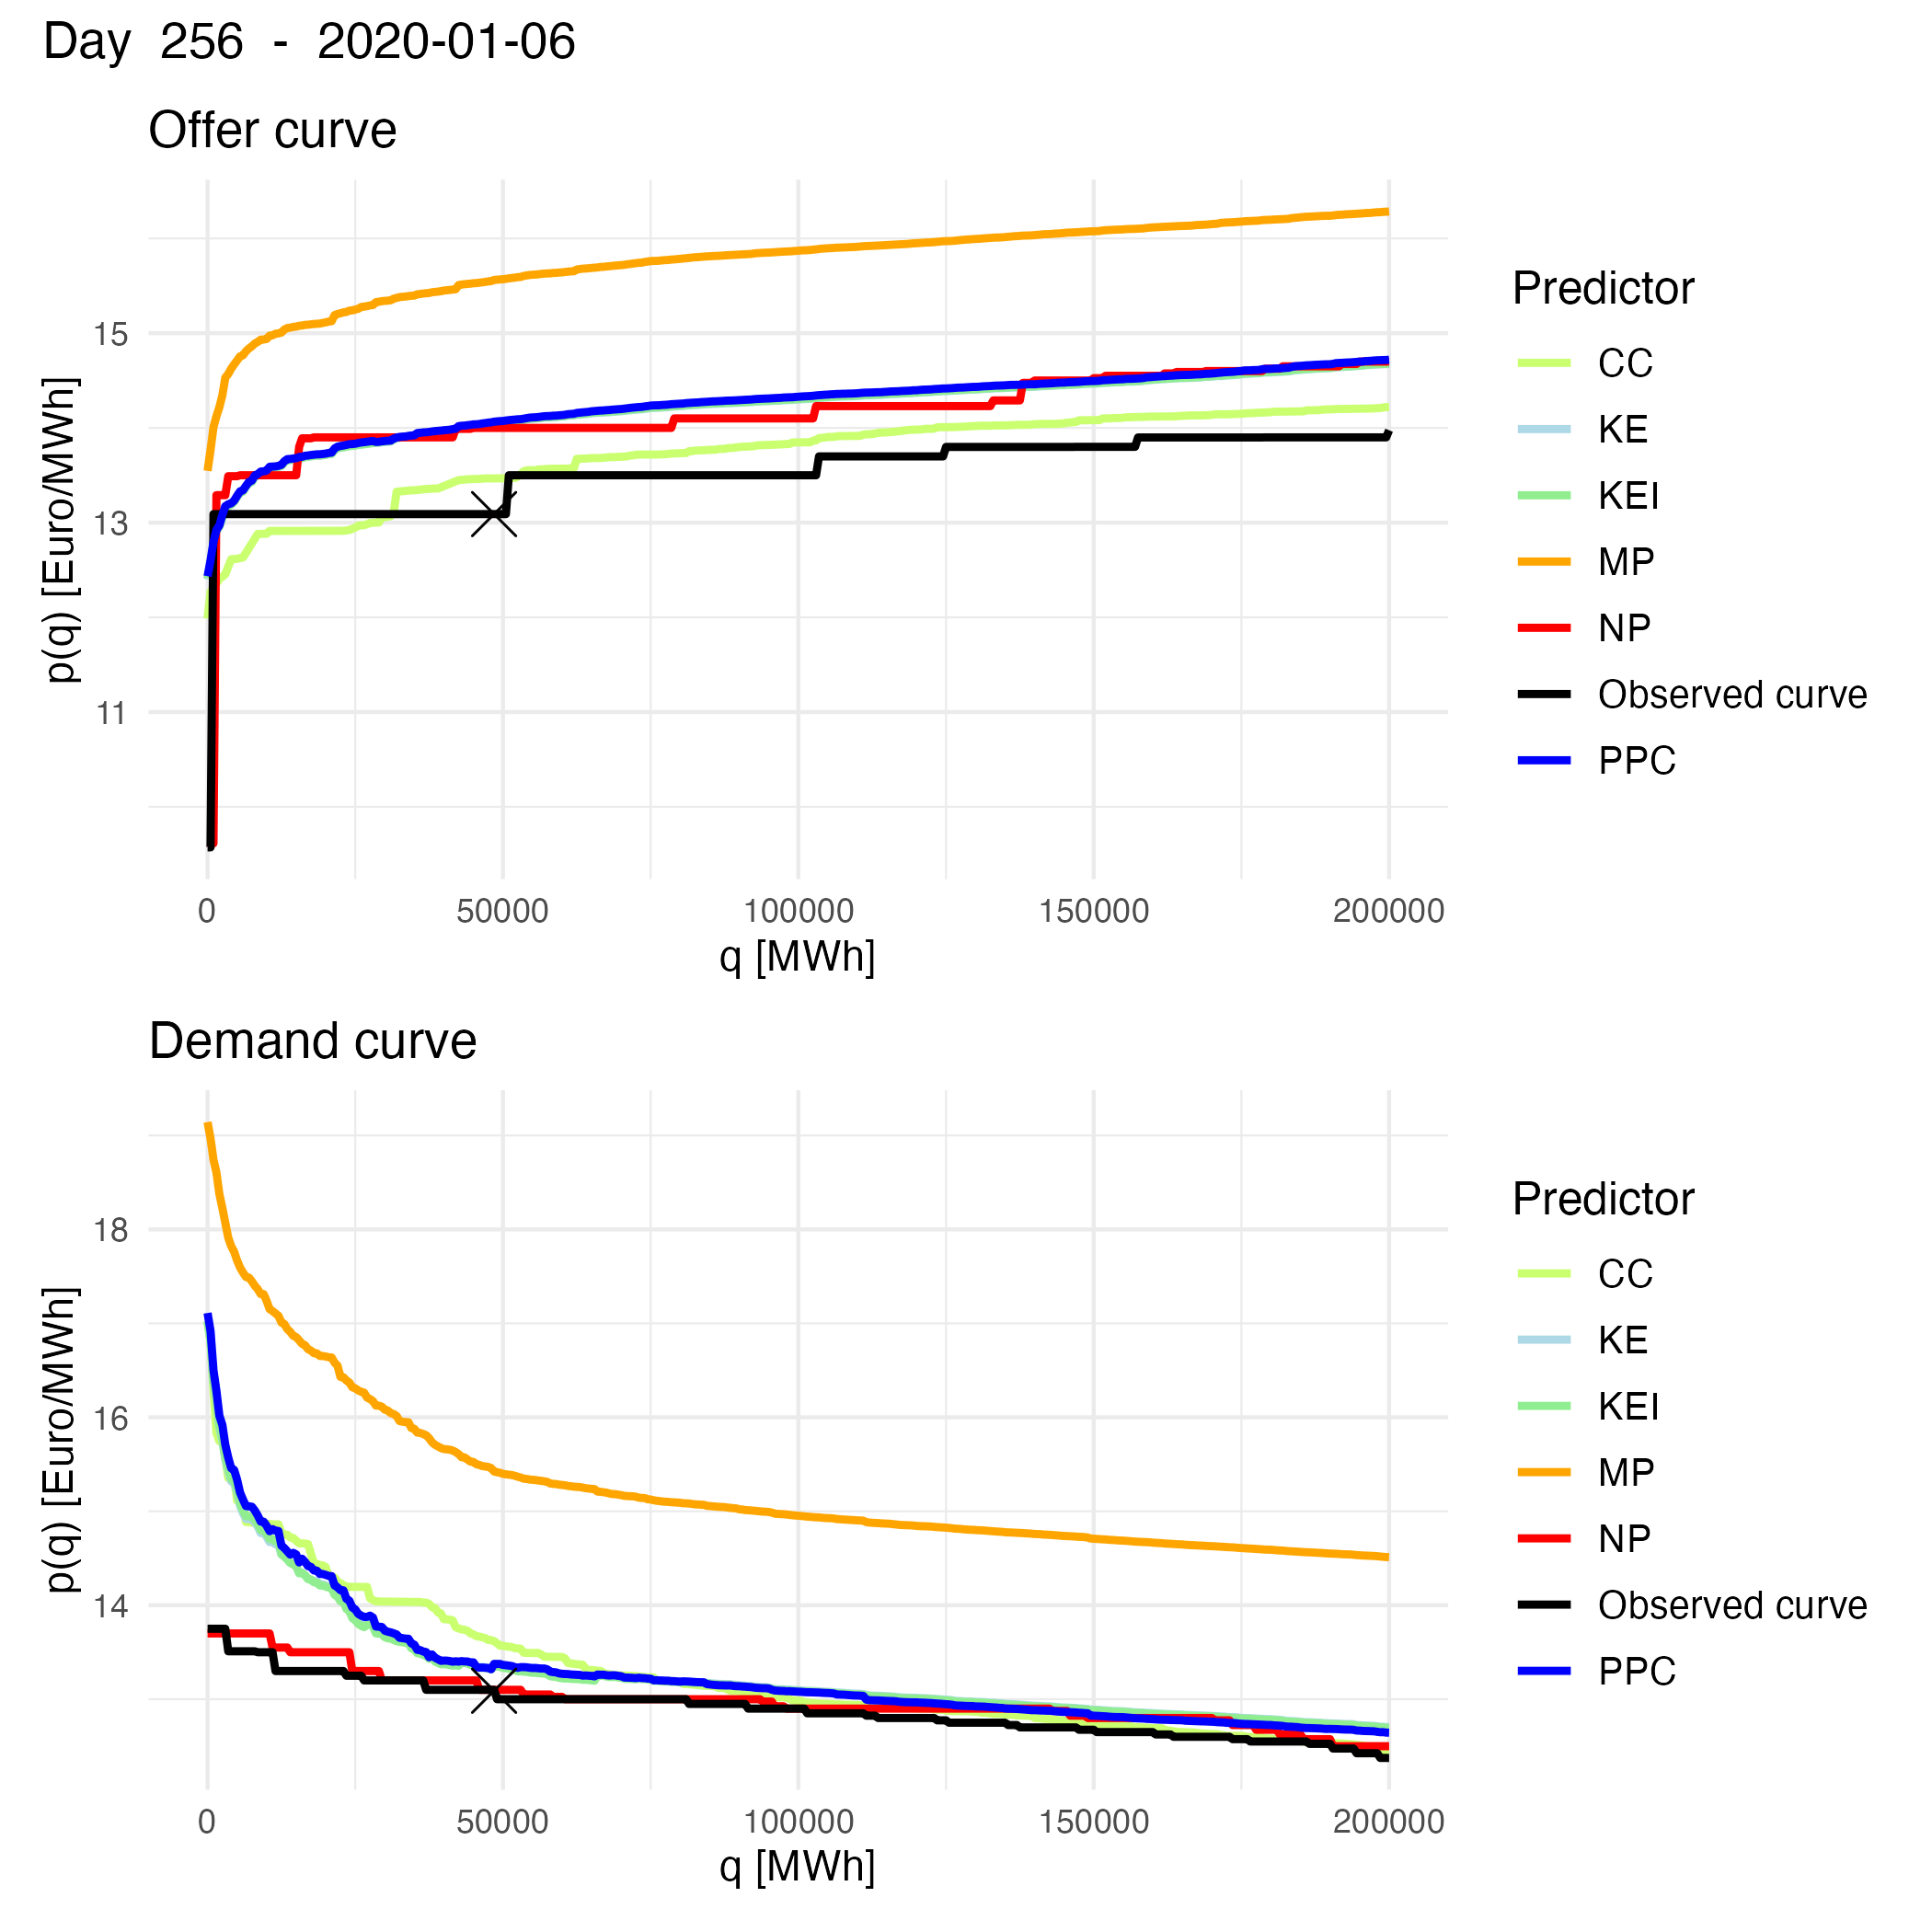 Day 256 - 2020-01-06
Offer curve
15
13
11
p(q) [Euro/MWh]
0 50000 100000 150000 200000
q [MWh]
Predictor
CC
KE
KEI
MP
NP
Observed curve
PPC
Demand curve
18
16
14
p(q) [Euro/MWh]
0 50000 100000 150000 200000
q [MWh]
Predictor
CC
KE
KEI
MP
NP
Observed curve
PPC